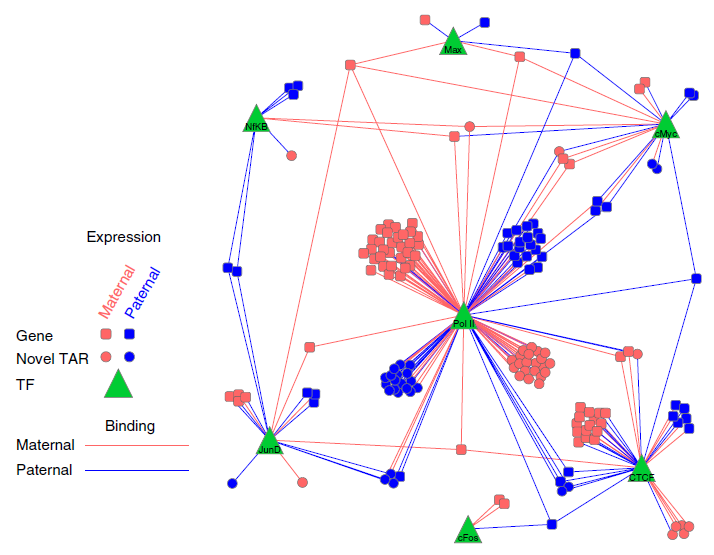 Max
NfKB
cMyc
Expression
Maternal
Paternal
Pol II
Gene
Novel TAR
TF
Binding
Maternal
Paternal
JunD
CTCF
cFos